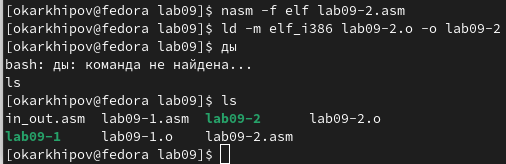 [okarkhipov@fedora lab09]$ nasm -f elf lab09-2.asm
[okarkhipov@fedora lab09]$ ld -m elf_i386 lab09-2.o -o lab09-2
[okarkhipov@fedora lab09]$ ды
bash: ды: команда не найдена...
ls
[okarkhipov@fedora lab09]$ ls
in_out.asm  lab09-1.asm  lab09-2      lab09-2.o
lab09-1     lab09-1.o    lab09-2.asm
[okarkhipov@fedora lab09]$